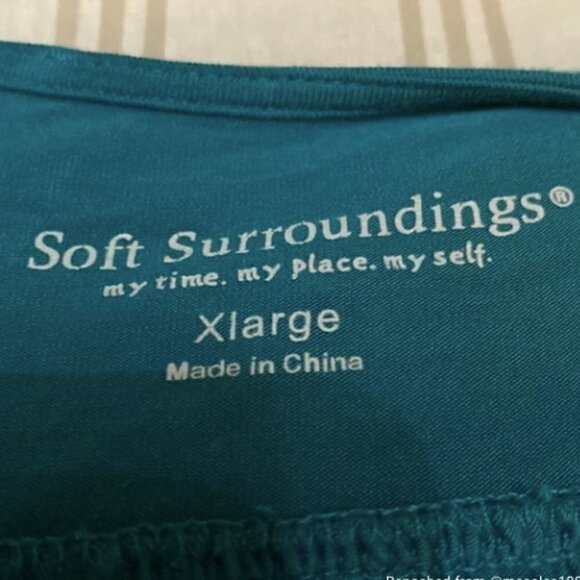 Soft Surroundings®
my time. my place. my self.
Xlarge
Made in China